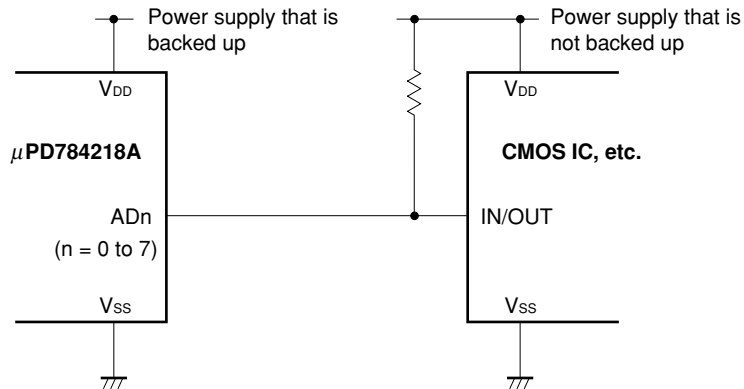 Power supply that is
backed up
Power supply that is
not backed up
VDD
VDD
μPD784218A
CMOS IC, etc.
ADn
IN/OUT
(n = 0 to 7)
VSS
VSS